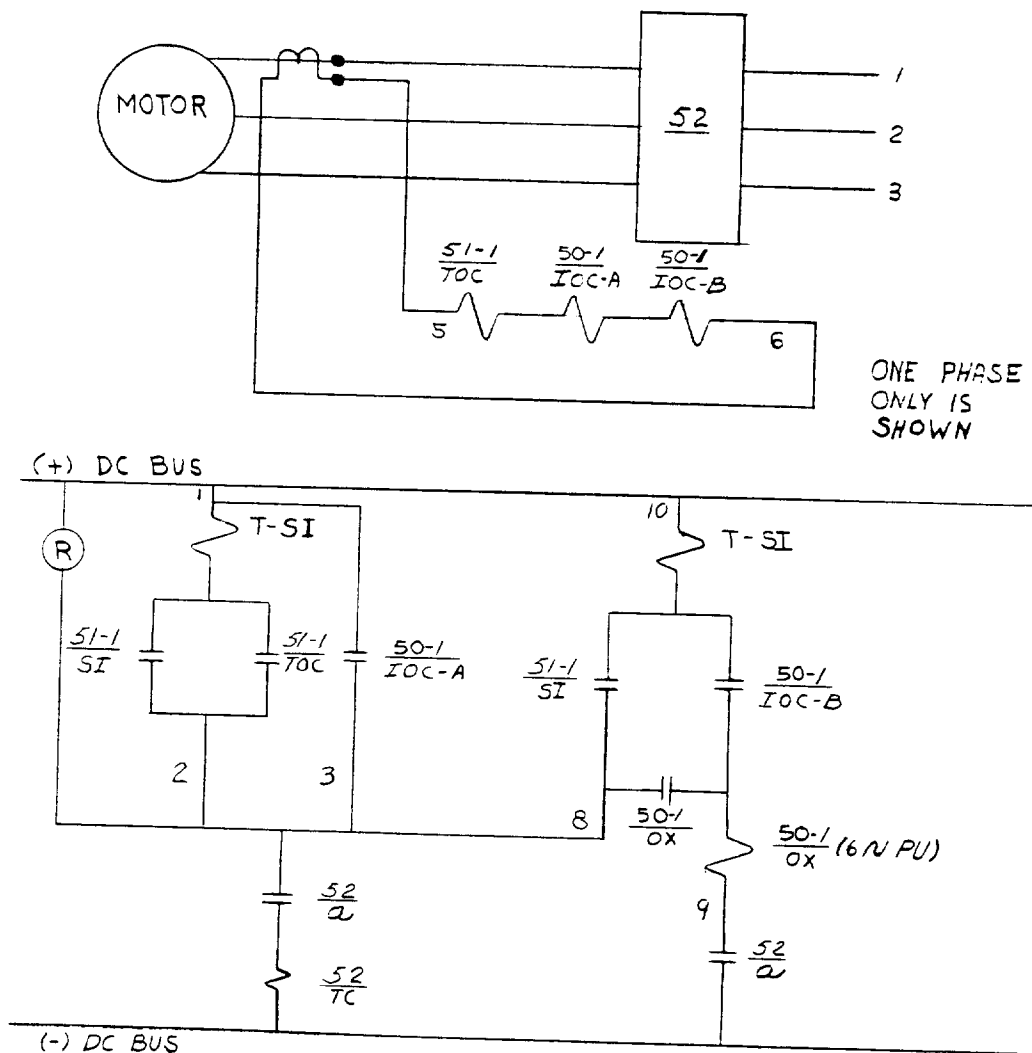 MOTOR
52
1
2
3
51-1
TOC
50-1
IOC-A
50-1
IOC-B
5
6
ONE PHASE
ONLY IS
SHOWN
(+) DC BUS
1
10
T-SI
T-SI
R
51-1
SI
51-1
TOC
50-1
IOC-A
51-1
SI
50-1
IOC-B
2
3
8
50-1
OX
50-1
OX
(6~ PU)
52
a
9
52
a
52
TC
(-) DC BUS